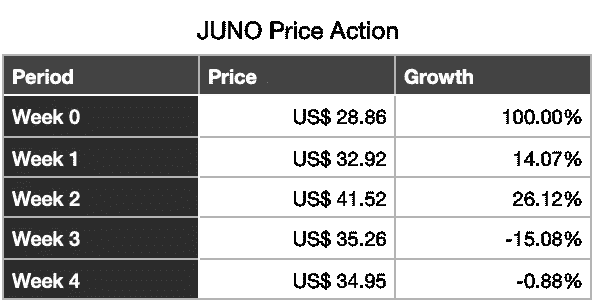 JUNO Price Action
Period Price Growth
Week 0 US$ 28.86 100.00%
Week 1 US$ 32.92 14.07%
Week 2 US$ 41.52 26.12%
Week 3 US$ 35.26 -15.08%
Week 4 US$ 34.95 -0.88%